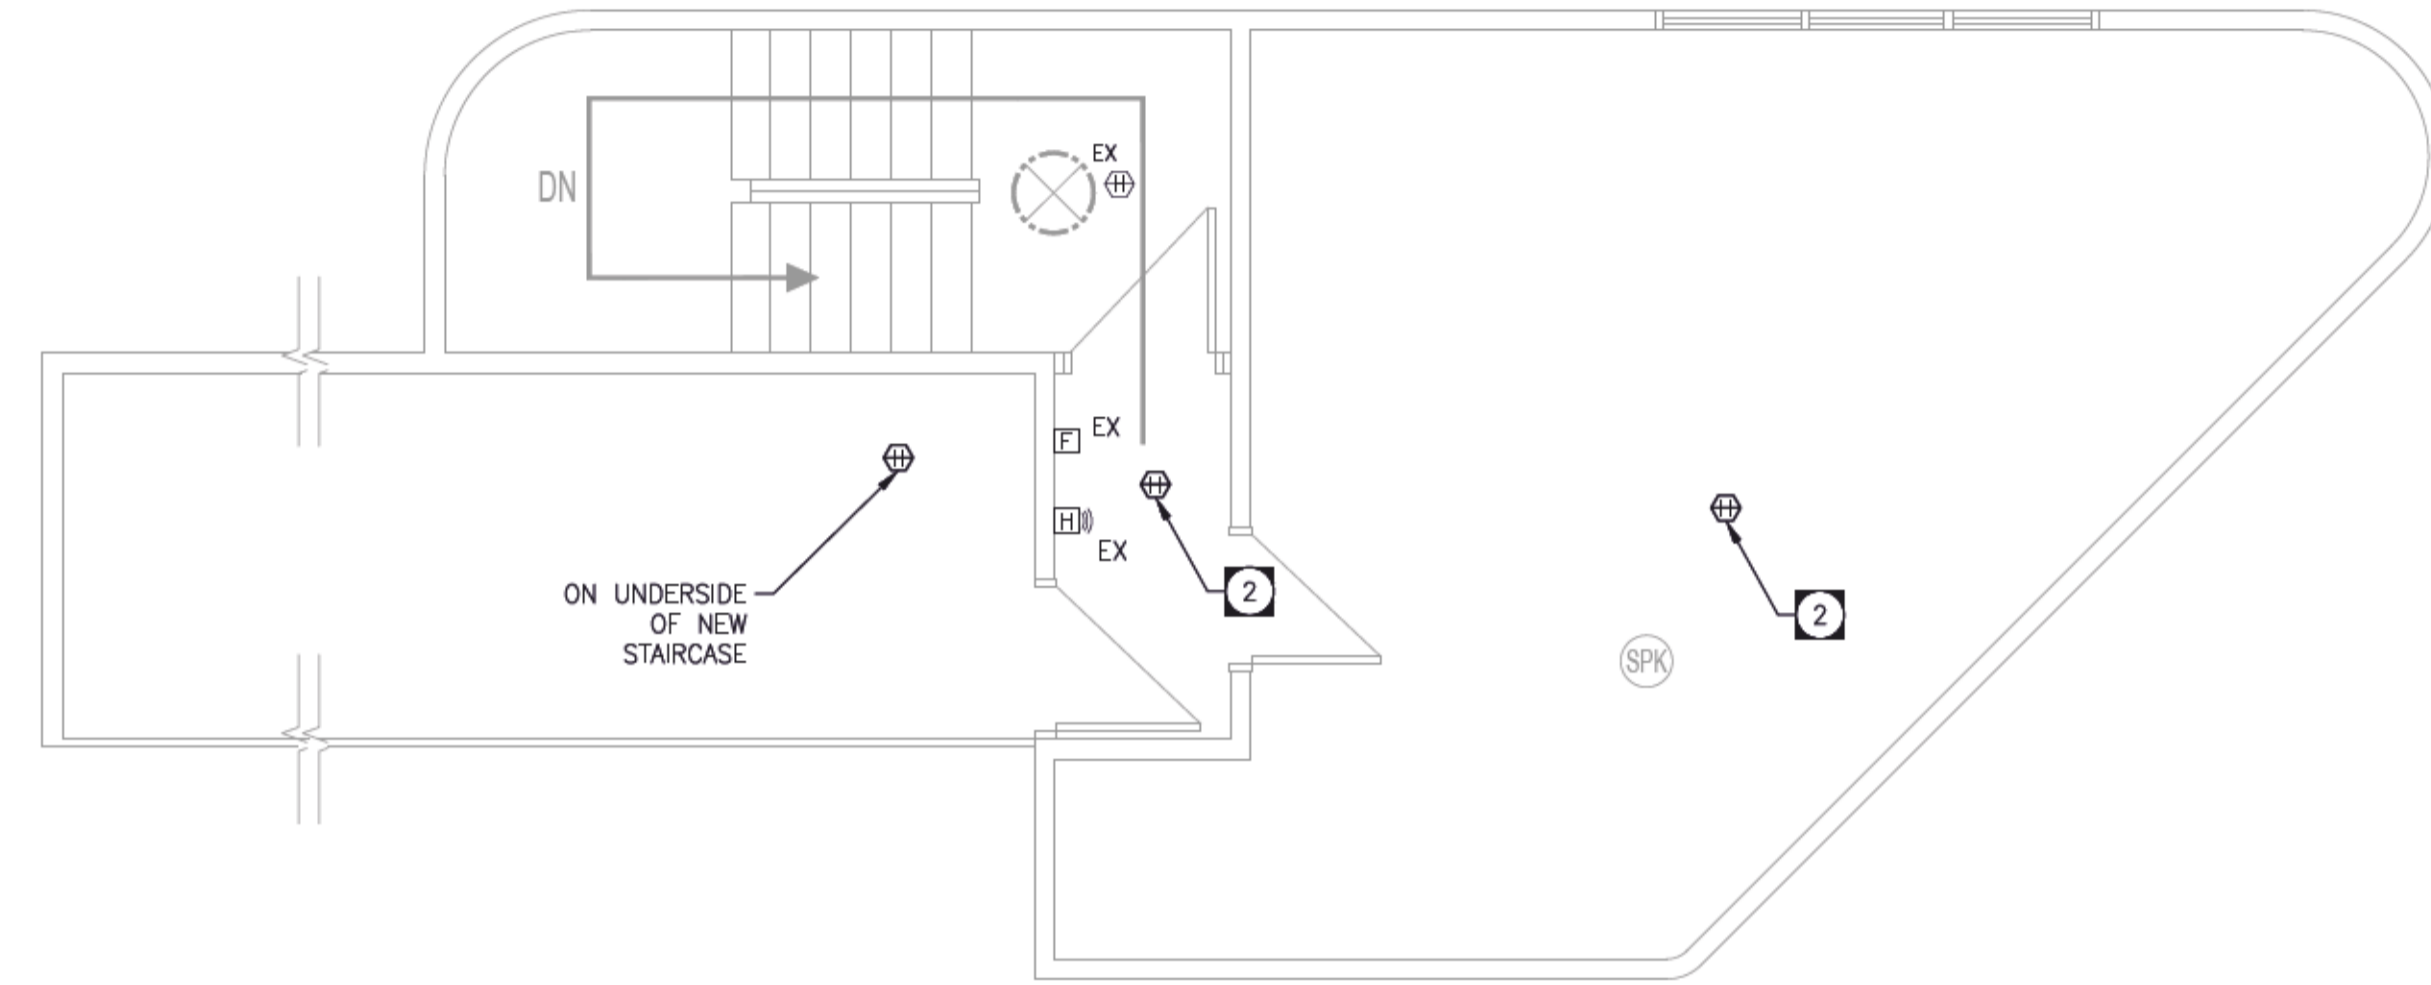 EX
H
DN
F
EX
H
H
H
H
EX
ON UNDERSIDE
OF NEW
STAIRCASE
2
2
SPK